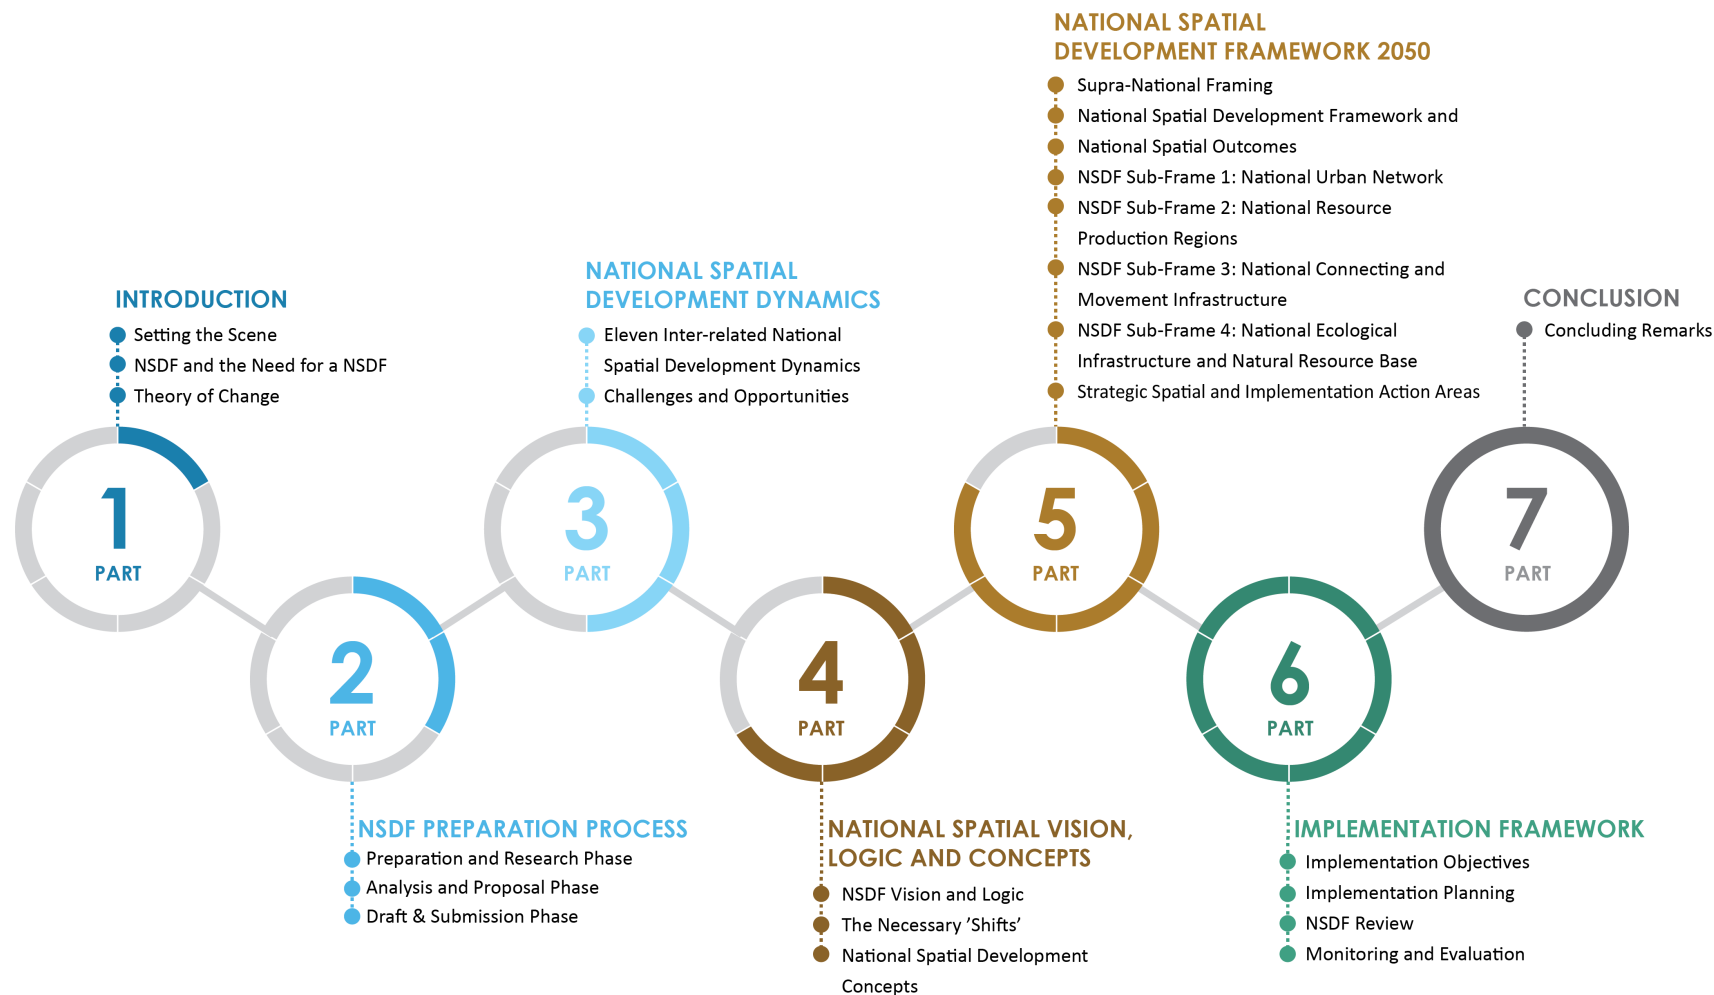 INTRODUCTION
Setting the Scene
NSDF and the Need for a NSDF
Theory of Change
1
PART
NSDF PREPARATION PROCESS
Preparation and Research Phase
Analysis and Proposal Phase
Draft & Submission Phase
2
PART
NATIONAL SPATIAL
DEVELOPMENT DYNAMICS
Eleven Inter-related National
Spatial Development Dynamics
Challenges and Opportunities
3
PART
NATIONAL SPATIAL VISION,
LOGIC AND CONCEPTS
NSDF Vision and Logic
The Necessary ’Shifts’
National Spatial Development
Concepts
4
PART
NATIONAL SPATIAL
DEVELOPMENT FRAMEWORK 2050
Supra-National Framing
National Spatial Development Framework and
National Spatial Outcomes
NSDF Sub-Frame 1: National Urban Network
NSDF Sub-Frame 2: National Resource
Production Regions
NSDF Sub-Frame 3: National Connecting and
Movement Infrastructure
NSDF Sub-Frame 4: National Ecological
Infrastructure and Natural Resource Base
Strategic Spatial and Implementation Action Areas
5
PART
IMPLEMENTATION FRAMEWORK
Implementation Objectives
Implementation Planning
NSDF Review
Monitoring and Evaluation
6
PART
CONCLUSION
Concluding Remarks
7
PART